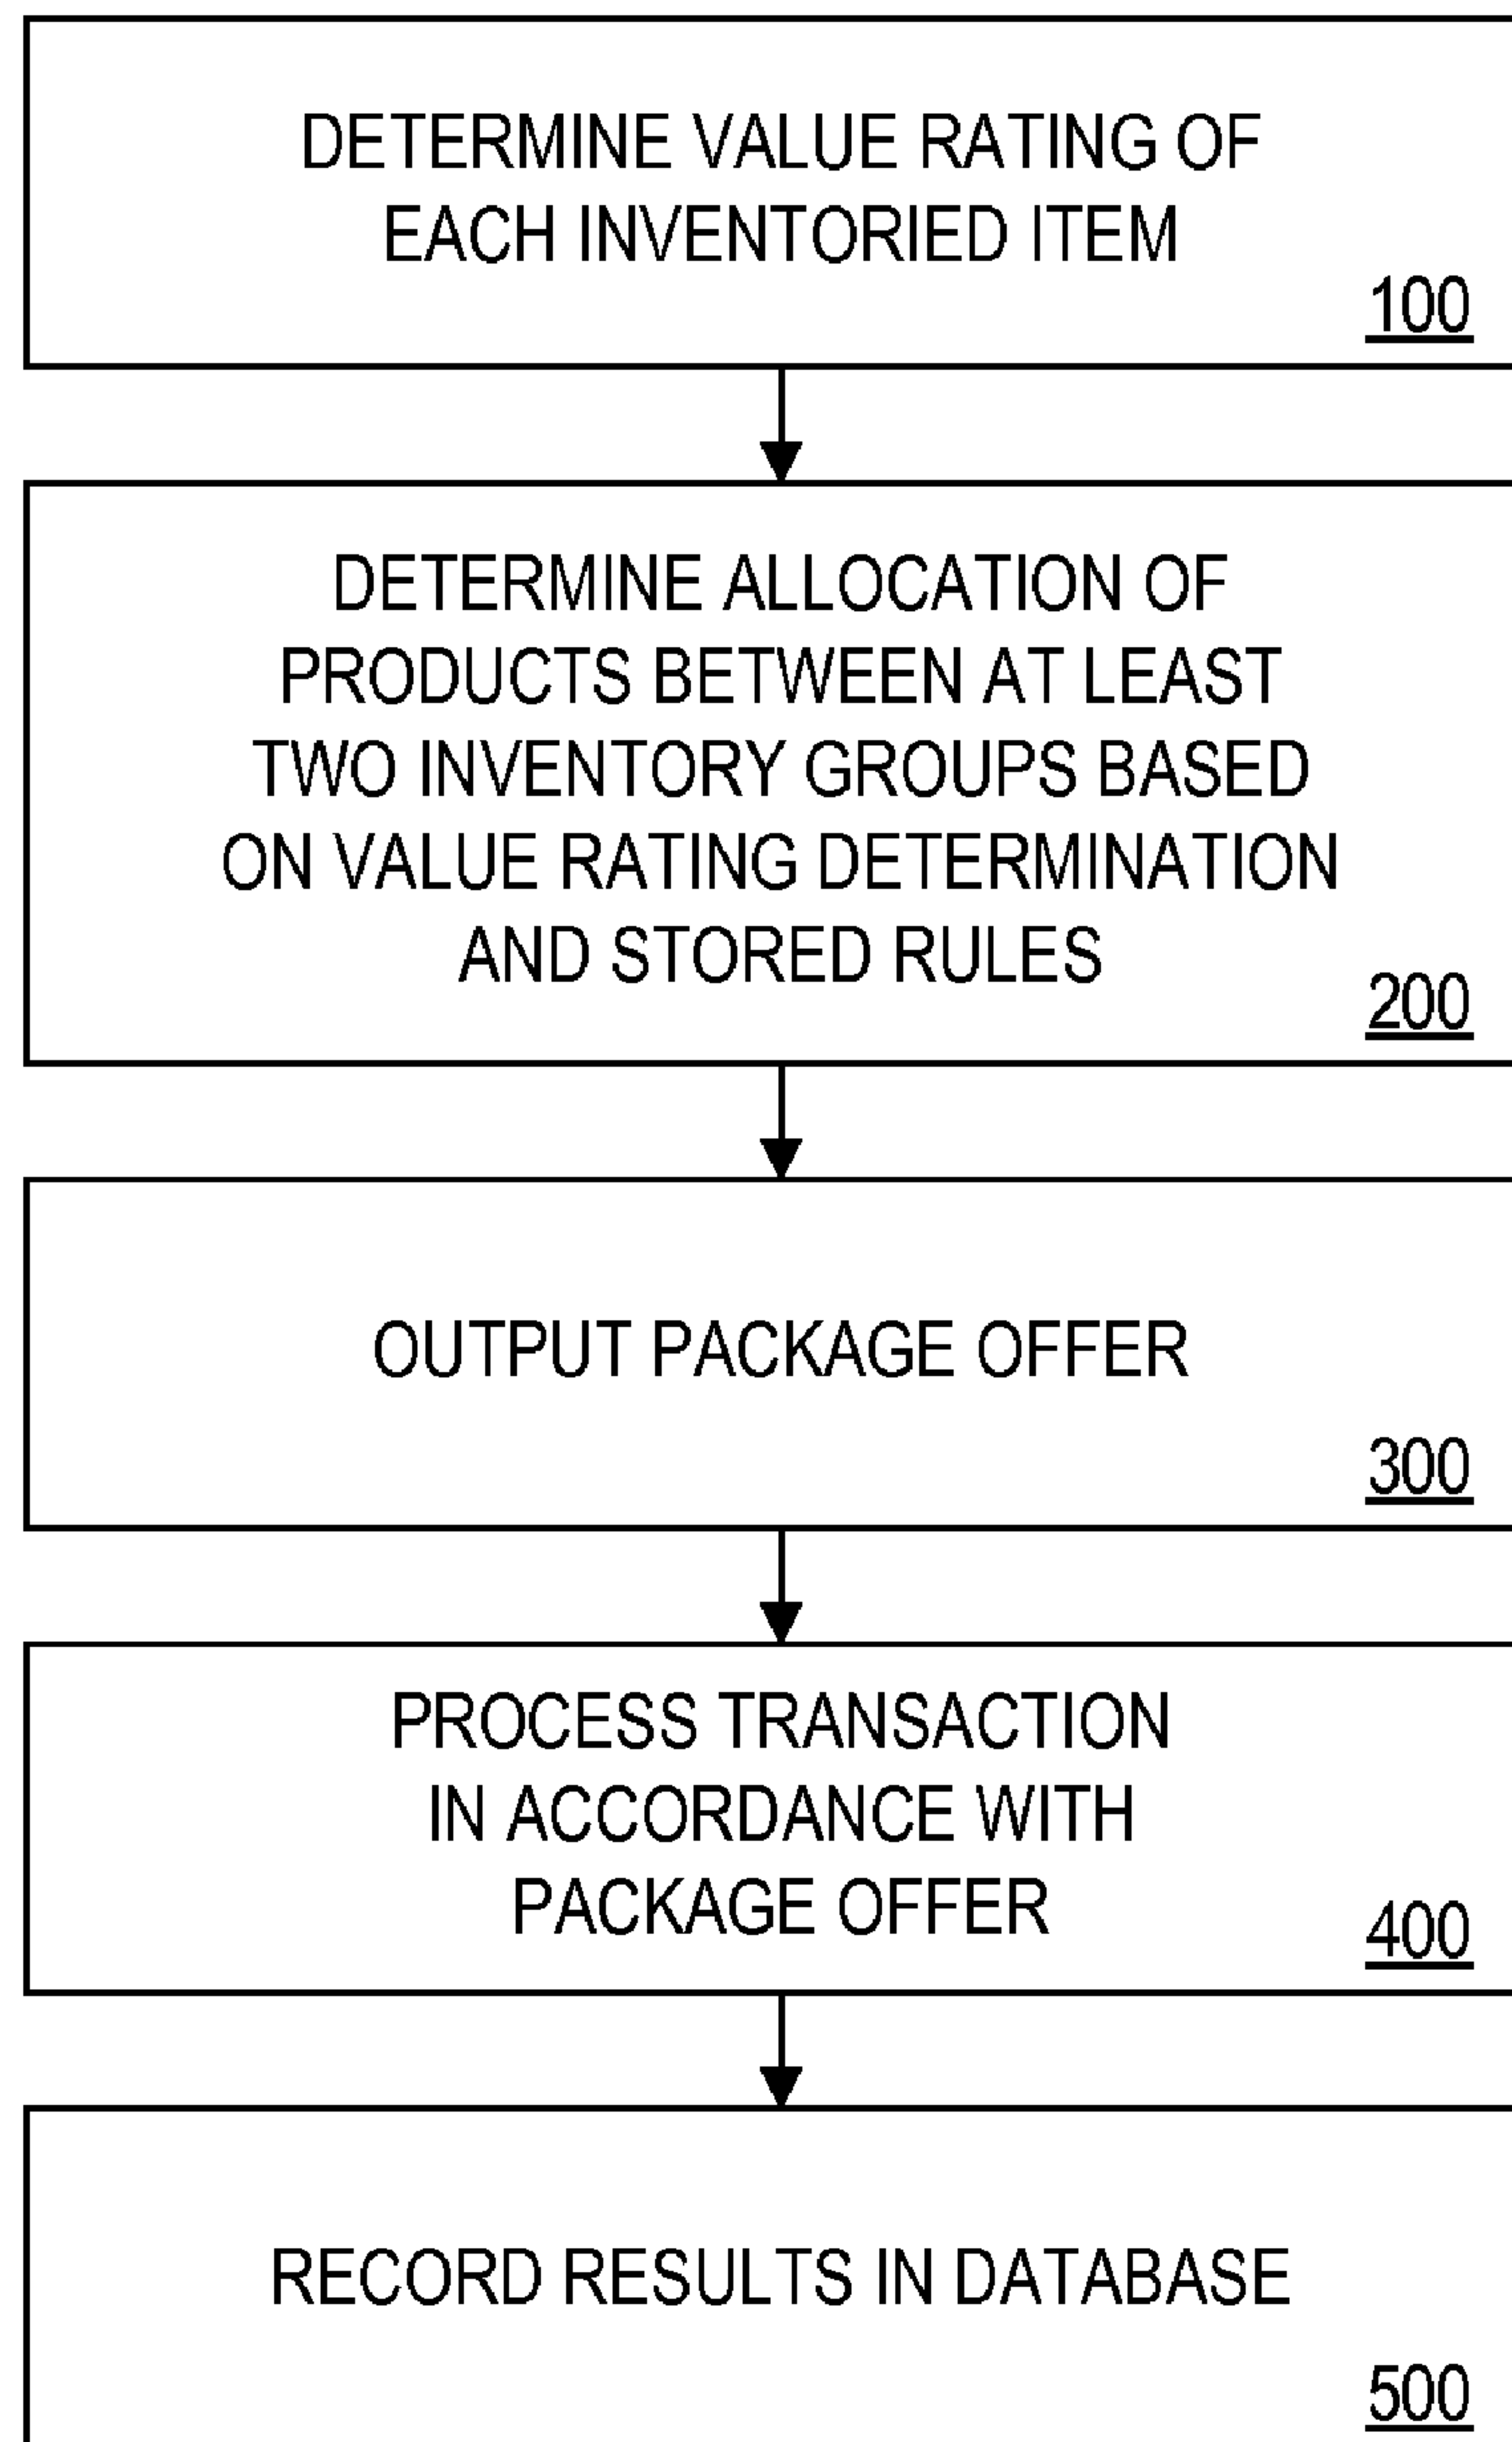 DETERMINE VALUE RATING OF
EACH INVENTORIED ITEM
100
DETERMINE ALLOCATION OF
PRODUCTS BETWEEN AT LEAST
TWO INVENTORY GROUPS BASED
ON VALUE RATING DETERMINATION
AND STORED RULES
200
OUTPUT PACKAGE OFFER
300
PROCESS TRANSACTION
IN ACCORDANCE WITH
PACKAGE OFFER
400
RECORD RESULTS IN DATABASE
500